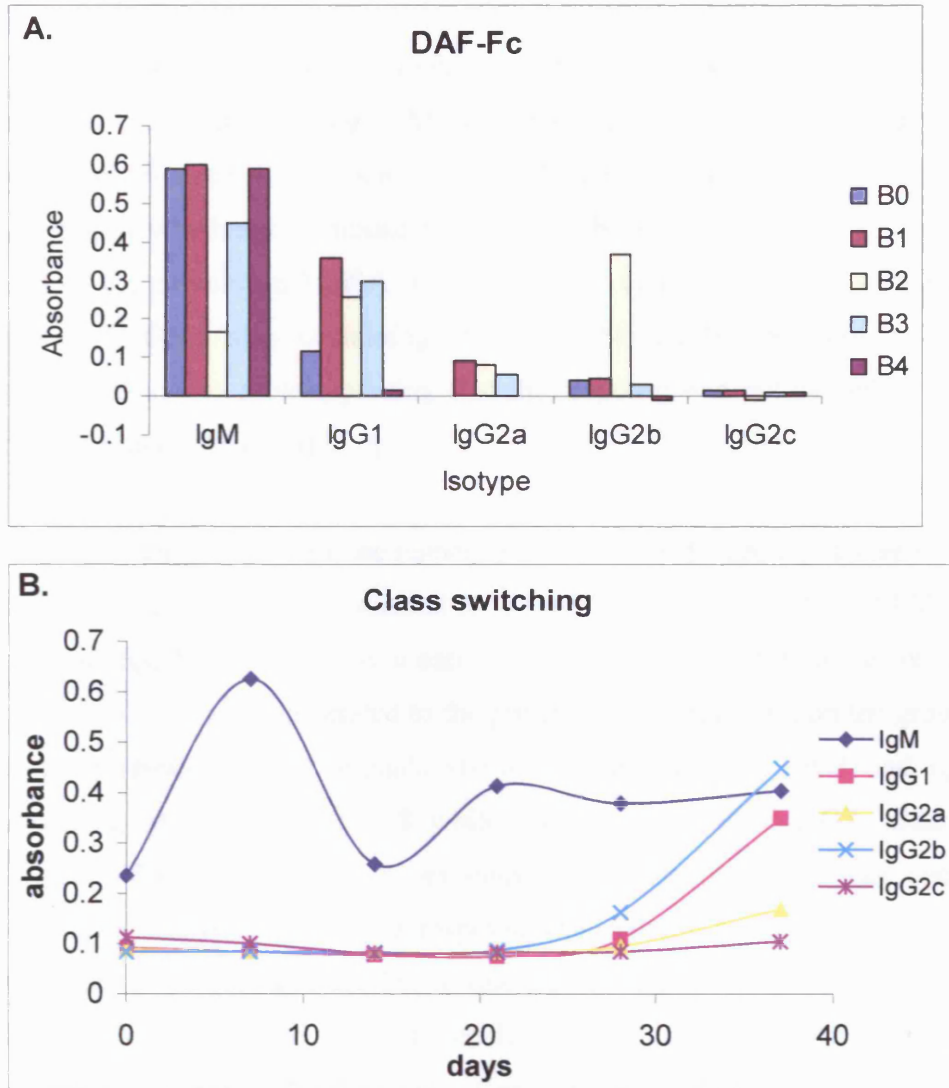 A.
DAF-Fc
0.7
0.6
0.5
0.4
0.3
0.2
0.1
0
-0.1
Absorbance
IgM IgG1 IgG2a IgG2b IgG2c
Isotype
B0
B1
B2
B3
B4
B.
Class switching
0.7
0.6
0.5
0.4
0.3
0.2
0.1
0
absorbance
0 10 20 30 40
days
IgM
IgG1
IgG2a
IgG2b
IgG2c